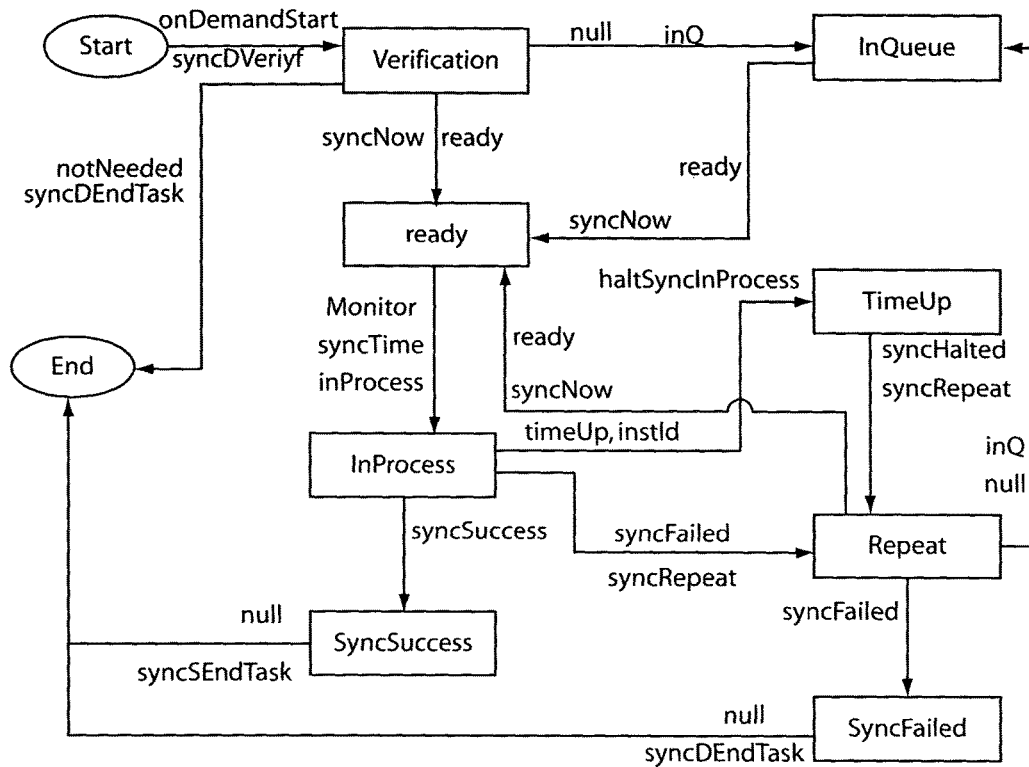 onDemandStart
Start
syncDVeriyf
Verification
null inQ
InQueue
syncNow ready
notNeeded
syncDEndTask
ready
syncNow
ready
haltSyncInProcess
TimeUp
Monitor
syncTime
inProcess
ready
syncNow
syncHalted
syncRepeat
End
timeUp, instId
inQ
null
InProcess
syncSuccess
syncFailed
syncRepeat
Repeat
syncFailed
null
SyncSuccess
syncSEndTask
null
syncDEndTask
SyncFailed